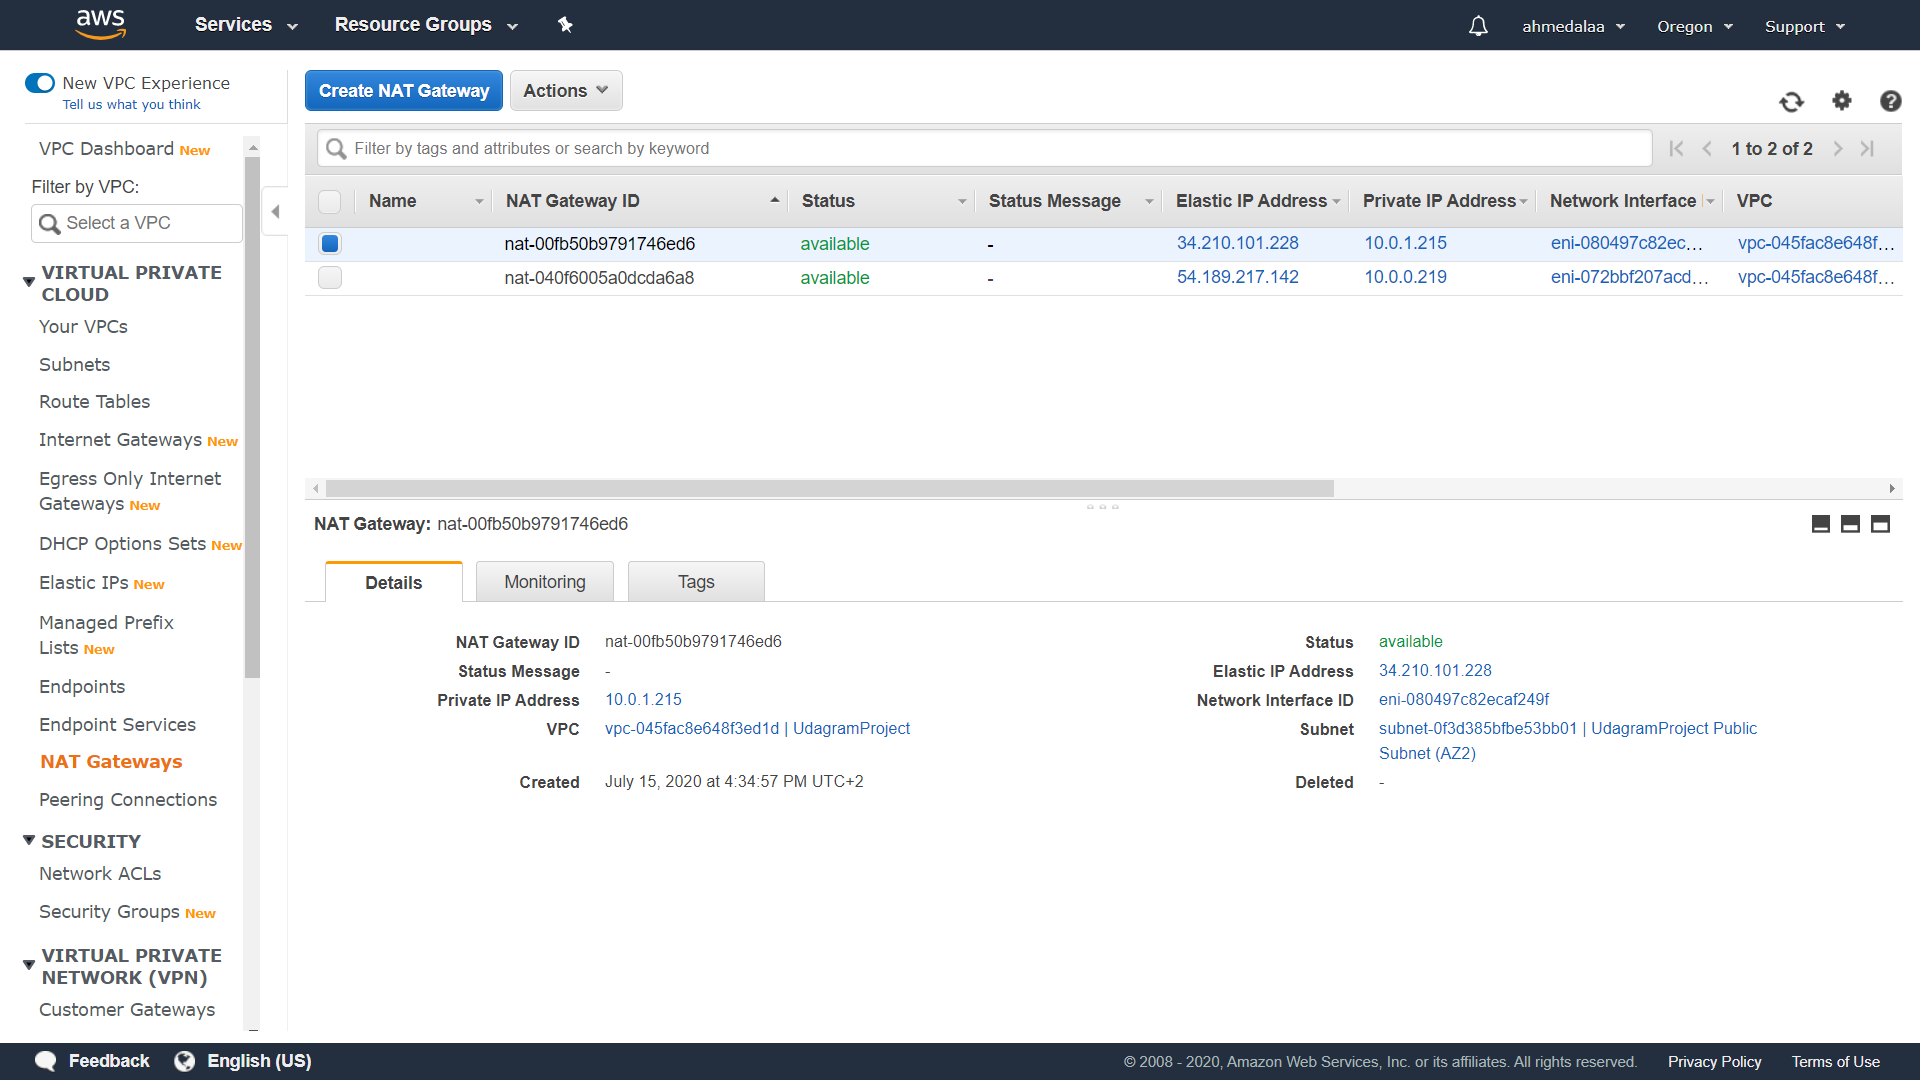 aws Services Resource Groups ahmedalaa Oregon Support
New VPC Experience
Tell us what you think
VPC Dashboard New
Filter by VPC:
Select a VPC
VIRTUAL PRIVATE
CLOUD
Your VPCs
Subnets
Route Tables
Internet Gateways New
Egress Only Internet
Gateways New
DHCP Options Sets New
Elastic IPs New
Managed Prefix
Lists New
Endpoints
Endpoint Services
NAT Gateways
Peering Connections
SECURITY
Network ACLs
Security Groups New
VIRTUAL PRIVATE
NETWORK (VPN)
Customer Gateways
Create NAT Gateway Actions
Filter by tags and attributes or search by keyword 1 to 2 of 2
Name NAT Gateway ID Status Status Message Elastic IP Address Private IP Address Network Interface VPC
nat-00fb50b9791746ed6 available - 34.210.101.228 10.0.1.215 eni-080497c82ec... vpc-045fac8e648f...
nat-040f6005a0dcda6a8 available - 54.189.217.142 10.0.0.219 eni-072bbf207acd... vpc-045fac8e648f...
NAT Gateway: nat-00fb50b9791746ed6
Details Monitoring Tags
NAT Gateway ID nat-00fb50b9791746ed6 Status available
Status Message - Elastic IP Address 34.210.101.228
Private IP Address 10.0.1.215 Network Interface ID eni-080497c82ecaf249f
VPC vpc-045fac8e648f3ed1d | UdagramProject Subnet subnet-0f3d385bfbe53bb01 | UdagramProject Public
Subnet (AZ2)
Created July 15, 2020 at 4:34:57 PM UTC+2 Deleted -
Feedback English (US) © 2008 - 2020, Amazon Web Services, Inc. or its affiliates. All rights reserved. Privacy Policy Terms of Use